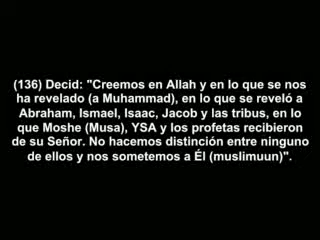 (136) Decid: "Creemos en Allah y en lo que se nos
ha revelado (a Muhammad), en lo que se reveló a
Abraham, Ismael, Isaac, Jacob y las tribus, en lo
que Moshe (Musa), YSA y los profetas recibieron
de su Señor. No hacemos distinción entre ninguno
de ellos y nos sometemos a Él (muslimuun)".